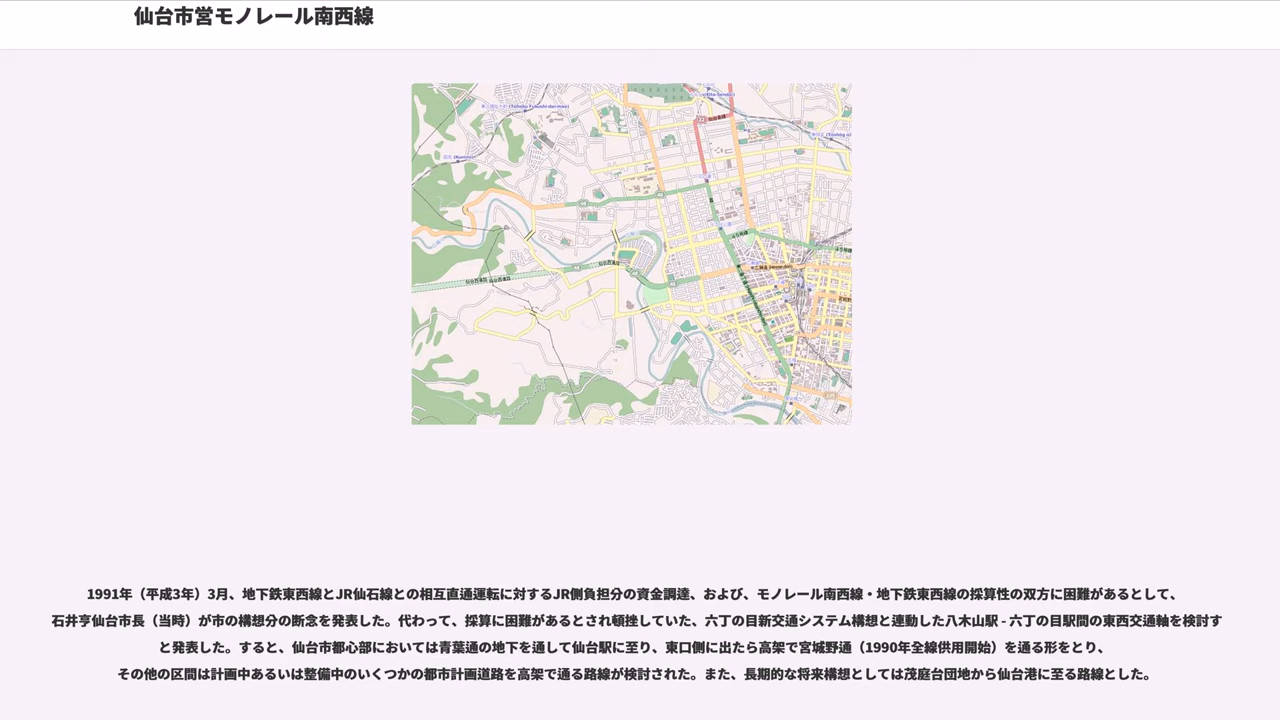 仙台市営モノレール南西線
1991年（平成3年）3月、地下鉄東西線とJR仙石線との相互直通運転に対するJR側負担分の資金調達、および、モノレール南西線・地下鉄東西線の採算性の双方に困難があるとして、
石井亨仙台市長（当時）が市の構想分の断念を発表した。代わって、採算に困難があるとされ頓挫していた、六丁の目新交通システム構想と連動した八木山駅 - 六丁の目駅間の東西交通軸を検討す
と発表した。すると、仙台市都心部においては青葉通の地下を通して仙台駅に至り、東口側に出たら高架で宮城野通（1990年全線供用開始）を通る形をとり、
その他の区間は計画中あるいは整備中のいくつかの都市計画道路を高架で通る路線が検討された。また、長期的な将来構想としては茂庭台団地から仙台港に至る路線とした。